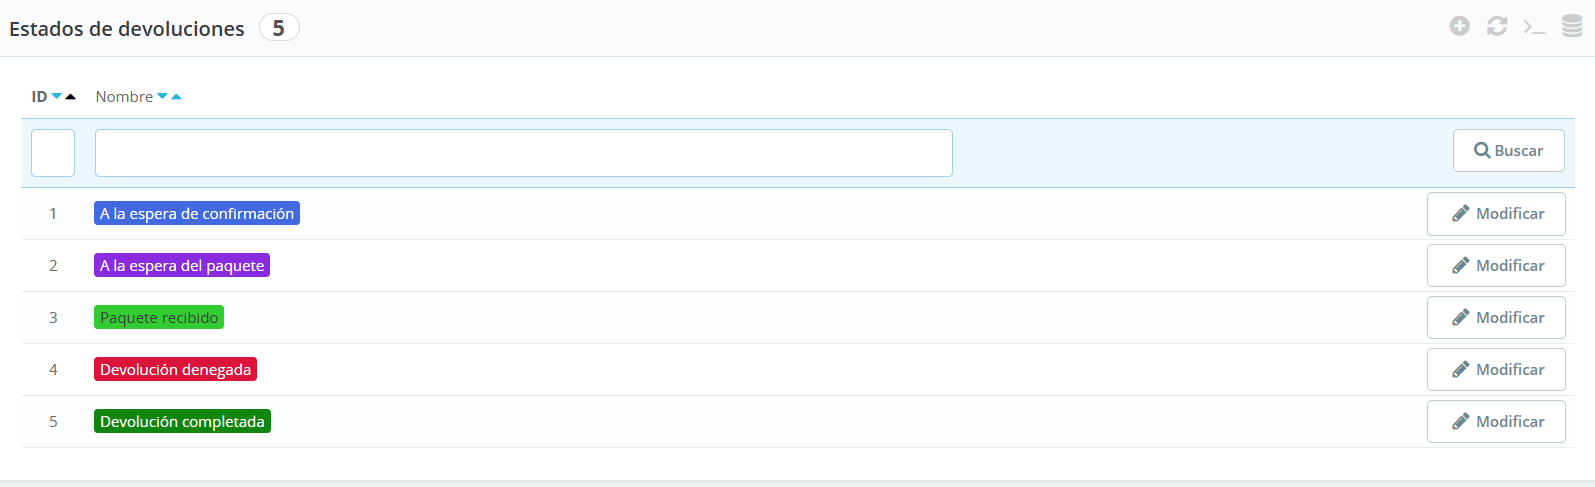 Estados de devoluciones 5
ID Nombre
Buscar
1 A la espera de confirmación Modificar
2 A la espera del paquete Modificar
3 Paquete recibido Modificar
4 Devolución denegada Modificar
5 Devolución completada Modificar